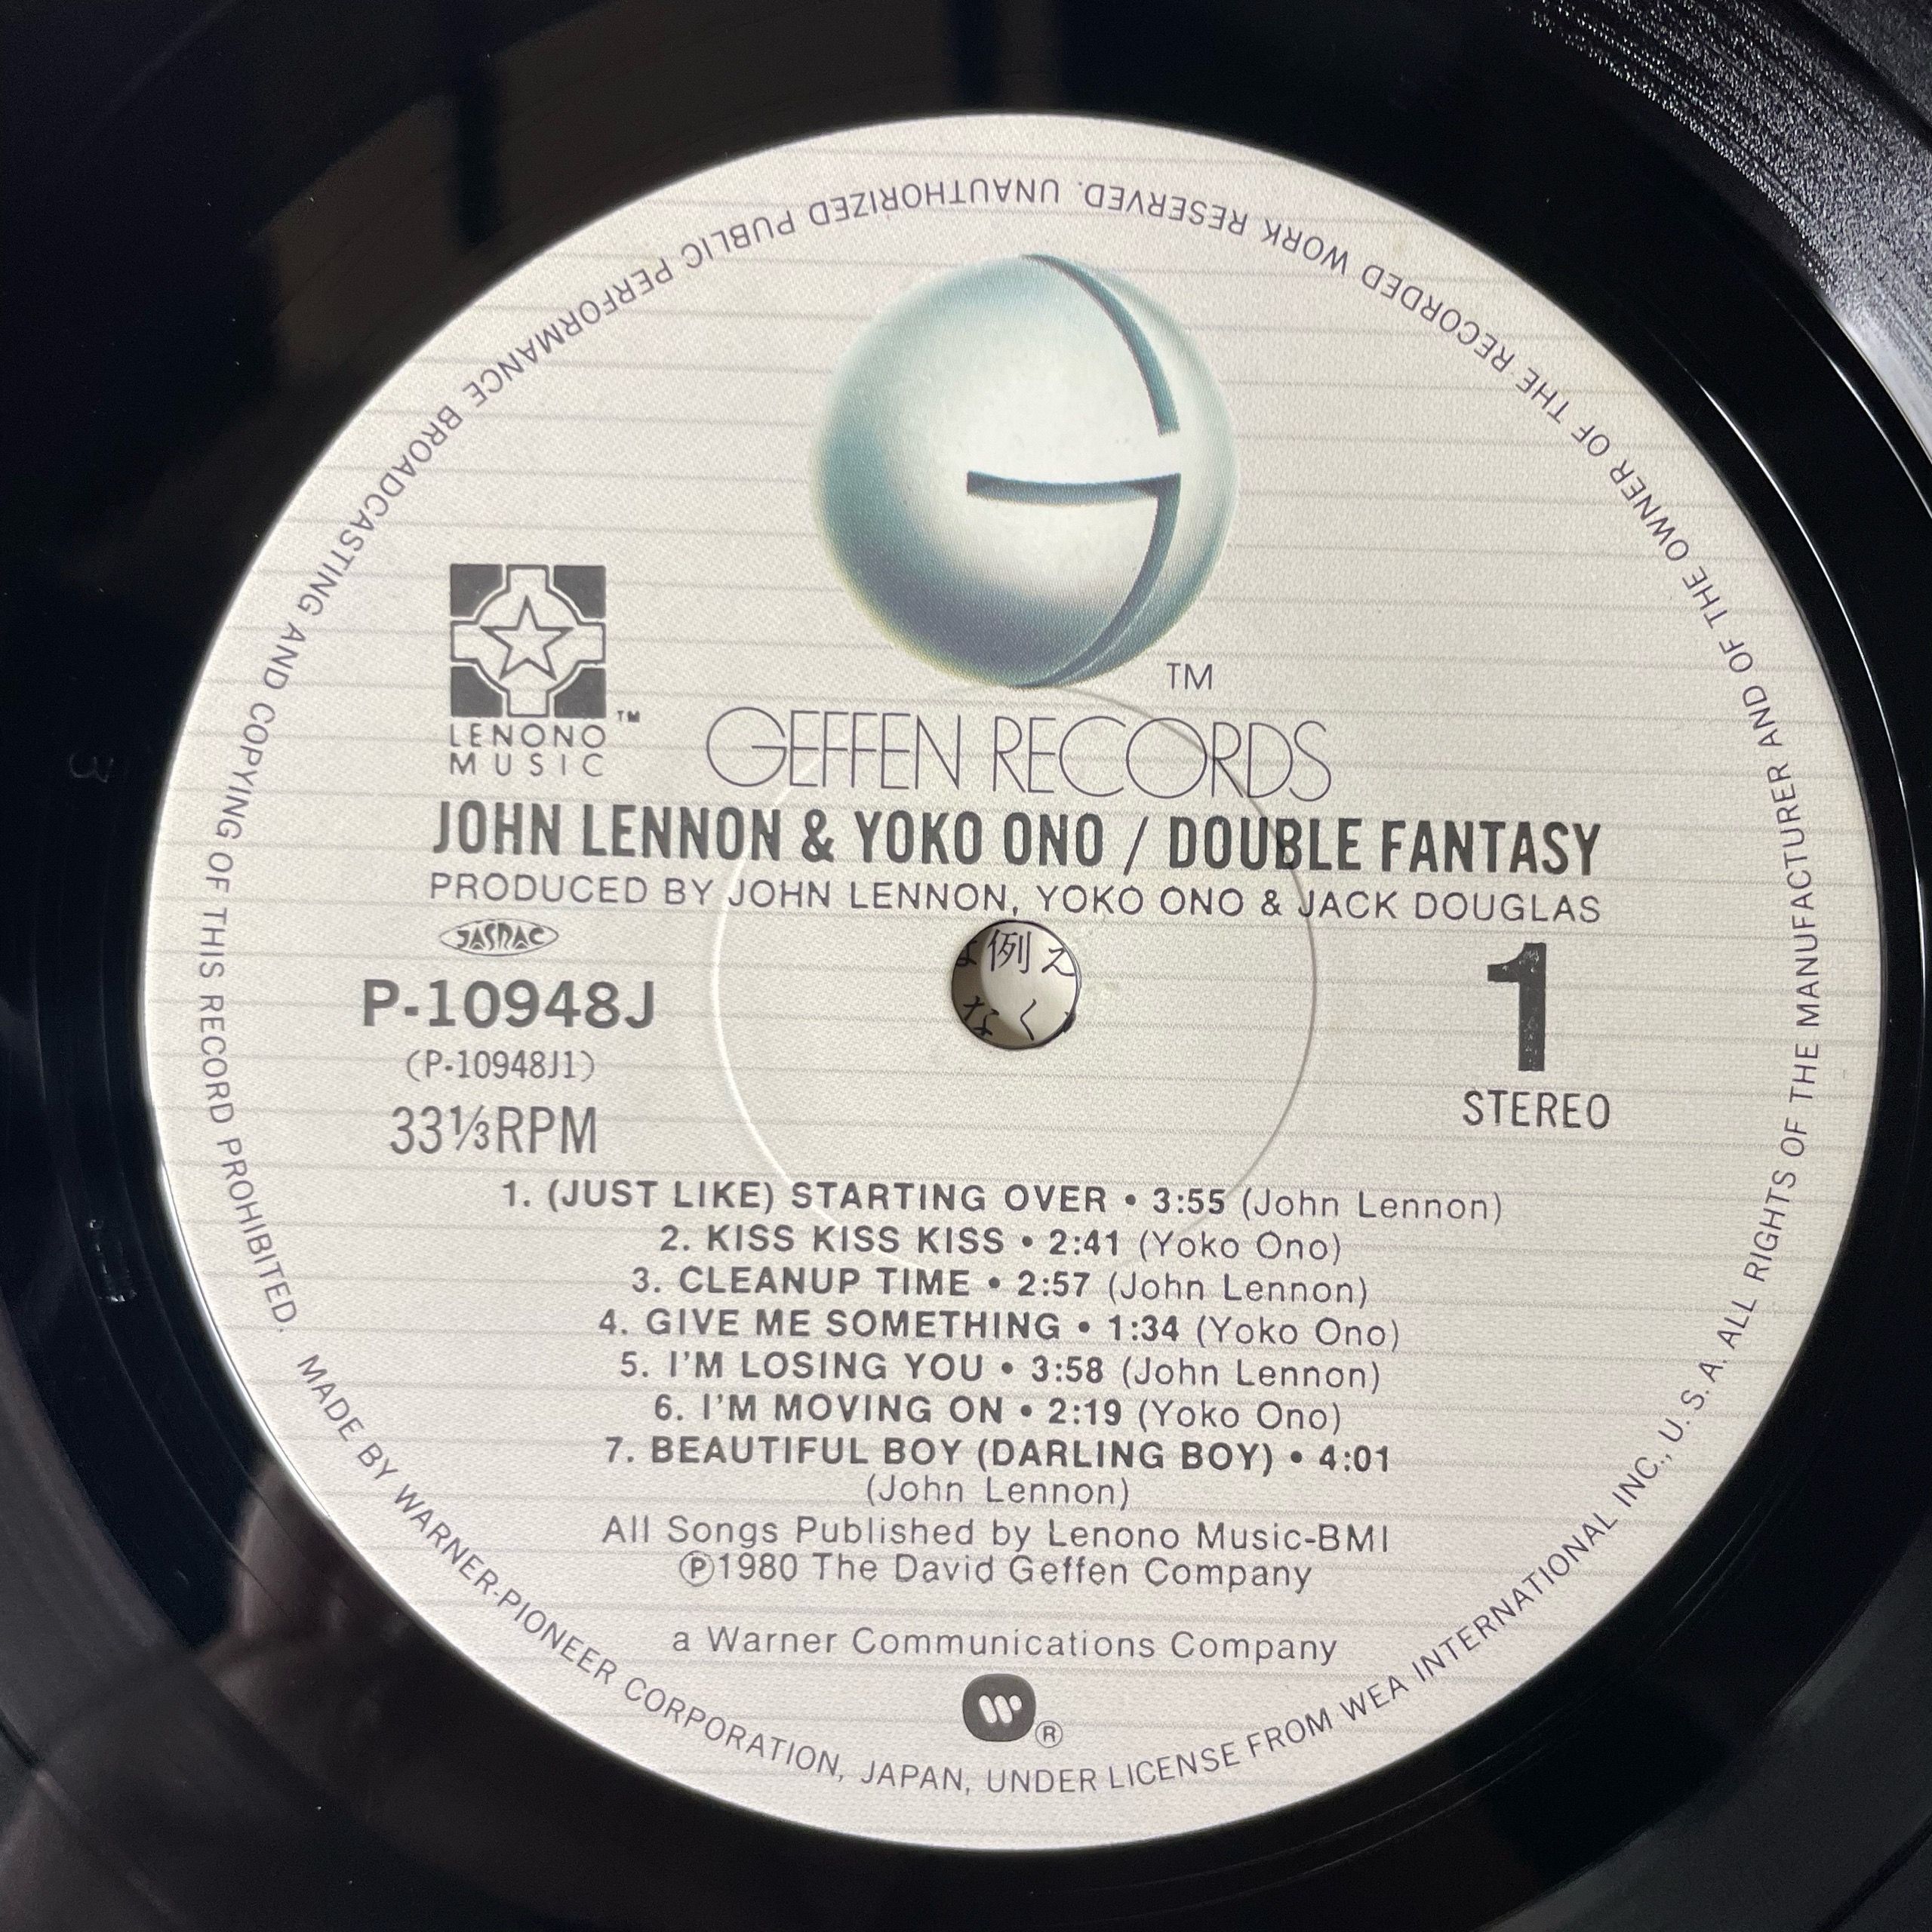 LENONO™
MUSIC
TM
GEFFEN RECORDS
JOHN LENNON & YOKO ONO / DOUBLE FANTASY
PRODUCED BY JOHN LENNON, YOKO ONO & JACK DOUGLAS
JASRAC
P-10948J
(P-10948J1)
33⅓RPM
1
STEREO
例え
なく
1. (JUST LIKE) STARTING OVER • 3:55 (John Lennon)
2. KISS KISS KISS • 2:41 (Yoko Ono)
3. CLEANUP TIME • 2:57 (John Lennon)
4. GIVE ME SOMETHING • 1:34 (Yoko Ono)
5. I'M LOSING YOU • 3:58 (John Lennon)
6. I'M MOVING ON • 2:19 (Yoko Ono)
7. BEAUTIFUL BOY (DARLING BOY) • 4:01
(John Lennon)
All Songs Published by Lenono Music-BMI
Ⓟ1980 The David Geffen Company
a Warner Communications Company
®
MADE BY WARNER-PIONEER CORPORATION, JAPAN, UNDER LICENSE FROM WEA INTERNATIONAL INC., U. S. A. ALL RIGHTS OF THE MANUFACTURER AND OF THE OWNER OF THE RECORDED WORK RESERVED. UNAUTHORIZED PUBLIC PERFORMANCE BROADCASTING AND COPYING OF THIS RECORD PROHIBITED.